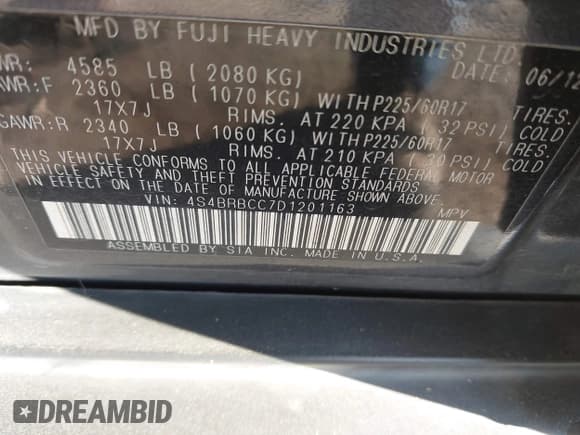 MFD BY FUJI HEAVY INDUSTRIES LTD.
WR: 4585 LB ( 2080 KG) DATE: 06/12
AWR:F 2360 LB ( 1070 KG) WITH P225/60R17 TIRES.
17X7J RIMS. AT 220 KPA ( 32 PSI) COLD
GAWR:R 2340 LB ( 1060 KG) WITH P225/60R17 TIRES.
17X7J RIMS. AT 210 KPA ( 30 PSI) COLD
THIS VEHICLE CONFORMS TO ALL APPLICABLE FEDERAL MOTOR
VEHICLE SAFETY AND THEFT PREVENTION STANDARDS
IN EFFECT ON THE DATE OF MANUFACTURE SHOWN ABOVE.
VIN: 4S4BRBCC7D1201163 MPV
ASSEMBLED BY SIA INC. MADE IN U.S.A.
DREAMBID